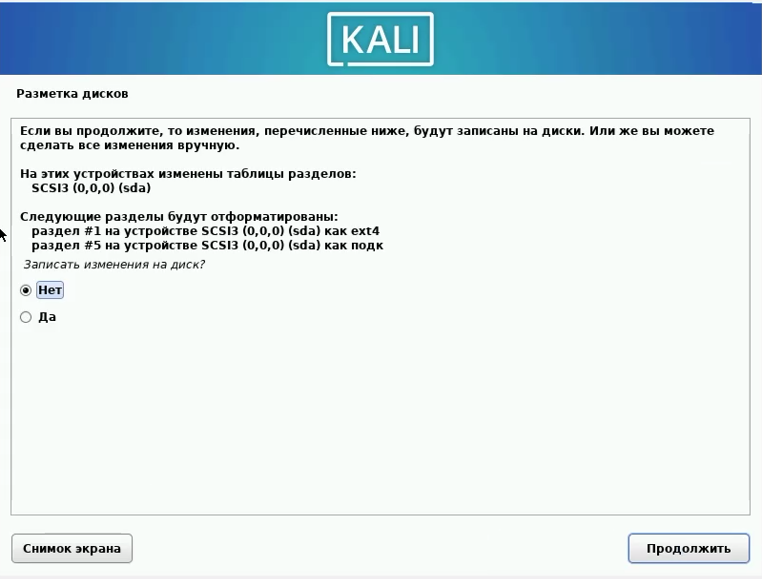 KALI
Разметка дисков
Если вы продолжите, то изменения, перечисленные ниже, будут записаны на диски. Или же вы можете
сделать все изменения вручную.
На этих устройствах изменены таблицы разделов:
SCSI3 (0,0,0) (sda)
Следующие разделы будут отформатированы:
раздел #1 на устройстве SCSI3 (0,0,0) (sda) как ext4
раздел #5 на устройстве SCSI3 (0,0,0) (sda) как подк
Записать изменения на диск?
Нет
Да
Снимок экрана
Продолжить